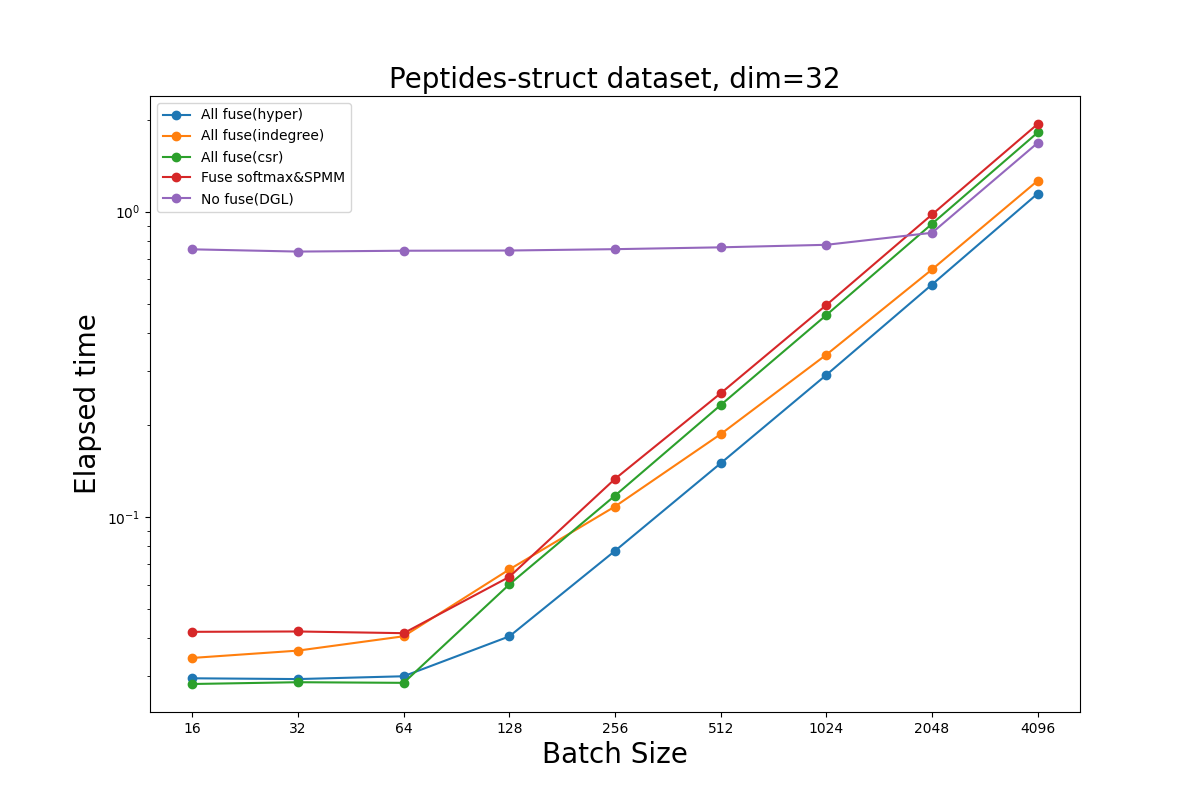 Peptides-struct dataset, dim=32
All fuse(hyper)
All fuse(indegree)
All fuse(csr)
Fuse softmax&SPMM
No fuse(DGL)
10⁰
10⁻¹
Elapsed time
16 32 64 128 256 512 1024 2048 4096
Batch Size